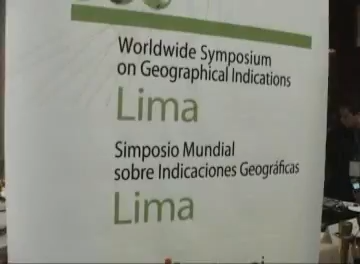 Worldwide Symposium
on Geographical Indications
Lima
Simposio Mundial
sobre Indicaciones Geográficas
Lima